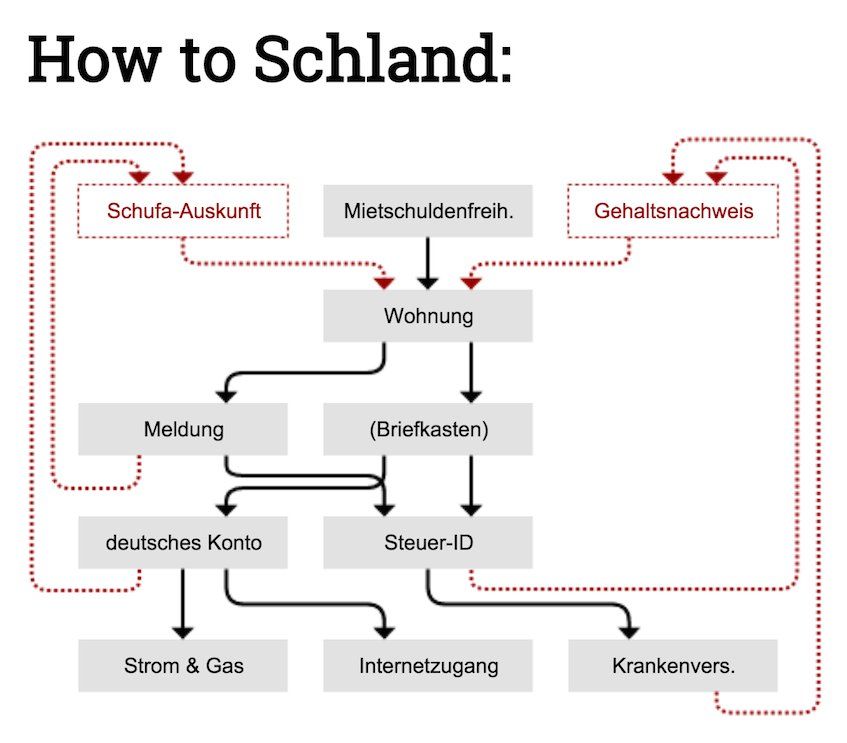 How to Schland:
Schufa-Auskunft
Mietschuldenfreih.
Gehaltsnachweis
Wohnung
Meldung
(Briefkasten)
deutsches Konto
Steuer-ID
Strom & Gas
Internetzugang
Krankenvers.